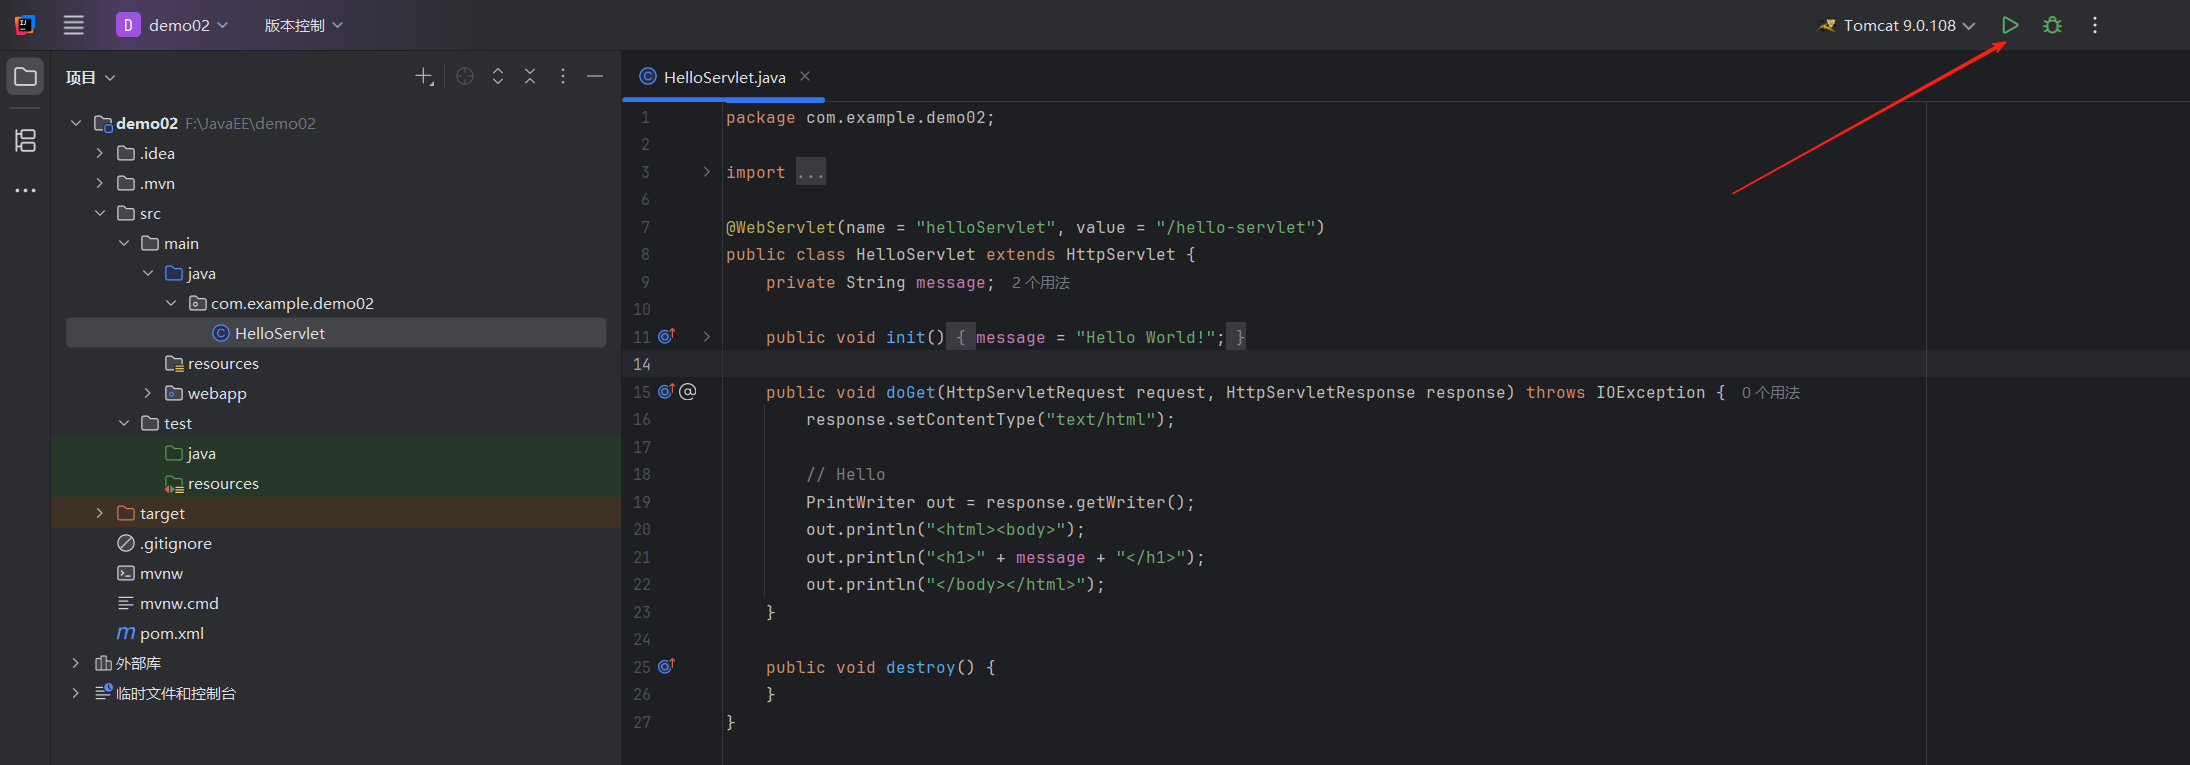 D demo02 版本控制 Tomcat 9.0.108
项目
HelloServlet.java
demo02 F:\JavaEE\demo02
.idea
.mvn
src
main
java
com.example.demo02
HelloServlet
resources
webapp
test
java
resources
target
.gitignore
mvnw
mvnw.cmd
m pom.xml
外部库
临时文件和控制台
1 package com.example.demo02;
2
3 import ...
6
7 @WebServlet(name = "helloServlet", value = "/hello-servlet")
8 public class HelloServlet extends HttpServlet {
9 private String message; 2 个用法
10
11 public void init() { message = "Hello World!"; }
14
15 public void doGet(HttpServletRequest request, HttpServletResponse response) throws IOException { 0 个用法
16 response.setContentType("text/html");
17
18 // Hello
19 PrintWriter out = response.getWriter();
20 out.println("<html><body>");
21 out.println("<h1>" + message + "</h1>");
22 out.println("</body></html>");
23 }
24
25 public void destroy() {
26 }
27 }